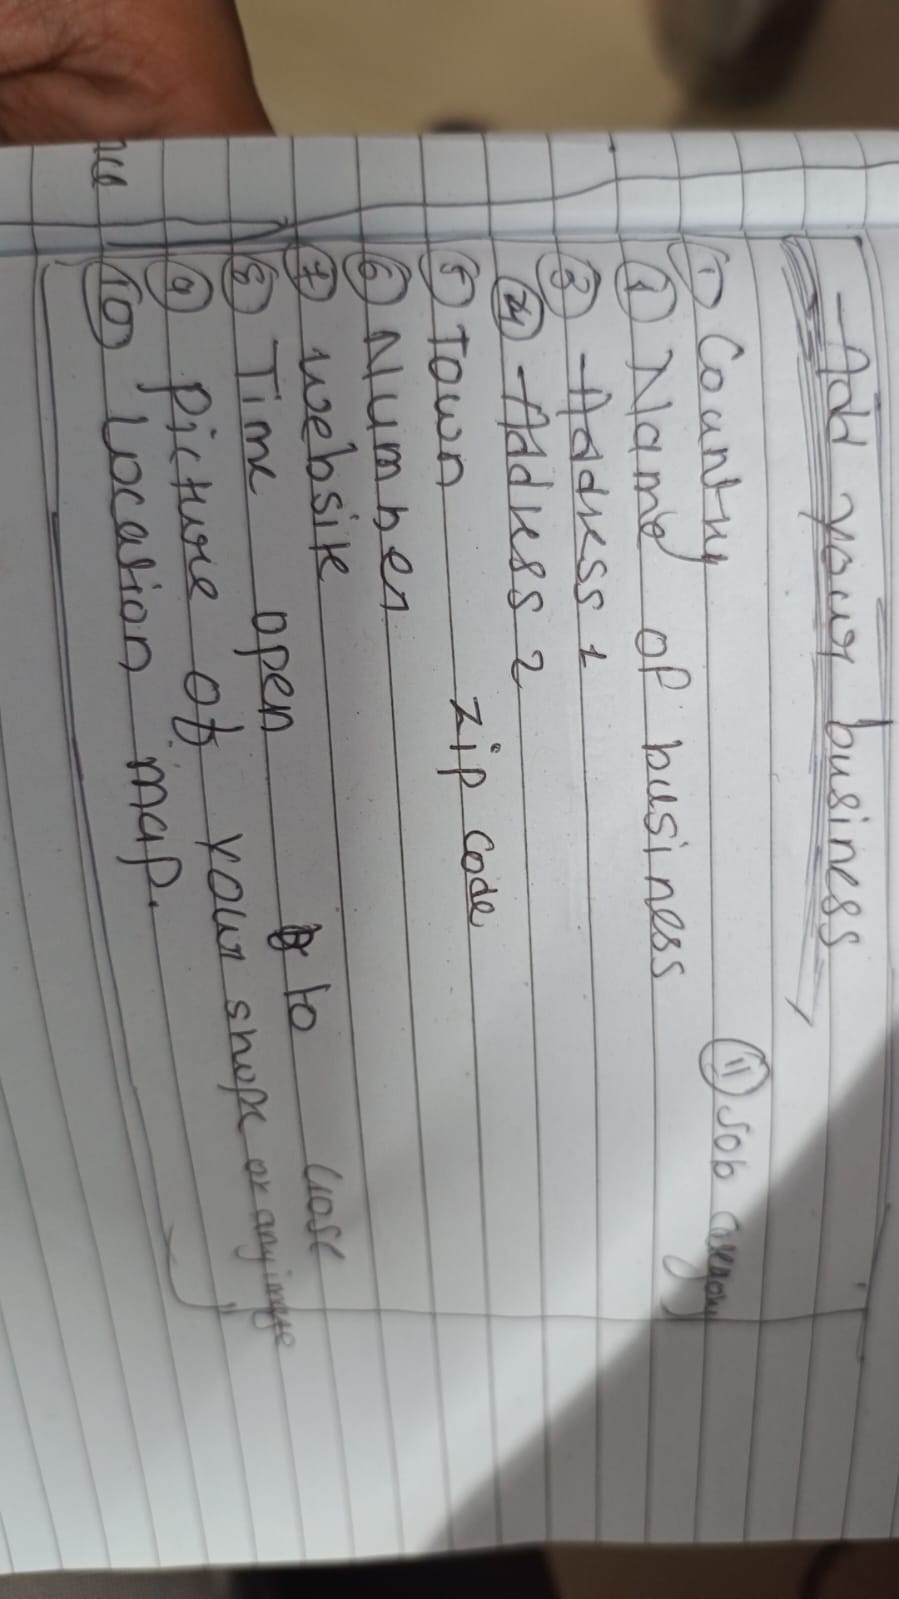 Add your business
① Country
⑪ Job category
② Name of business
③ Address 1
④ Address 2
⑤ Town zip code
⑥ Number
⑦ website
⑧ Time open to close
⑨ picture of your shope or any image
⑩ Location map.